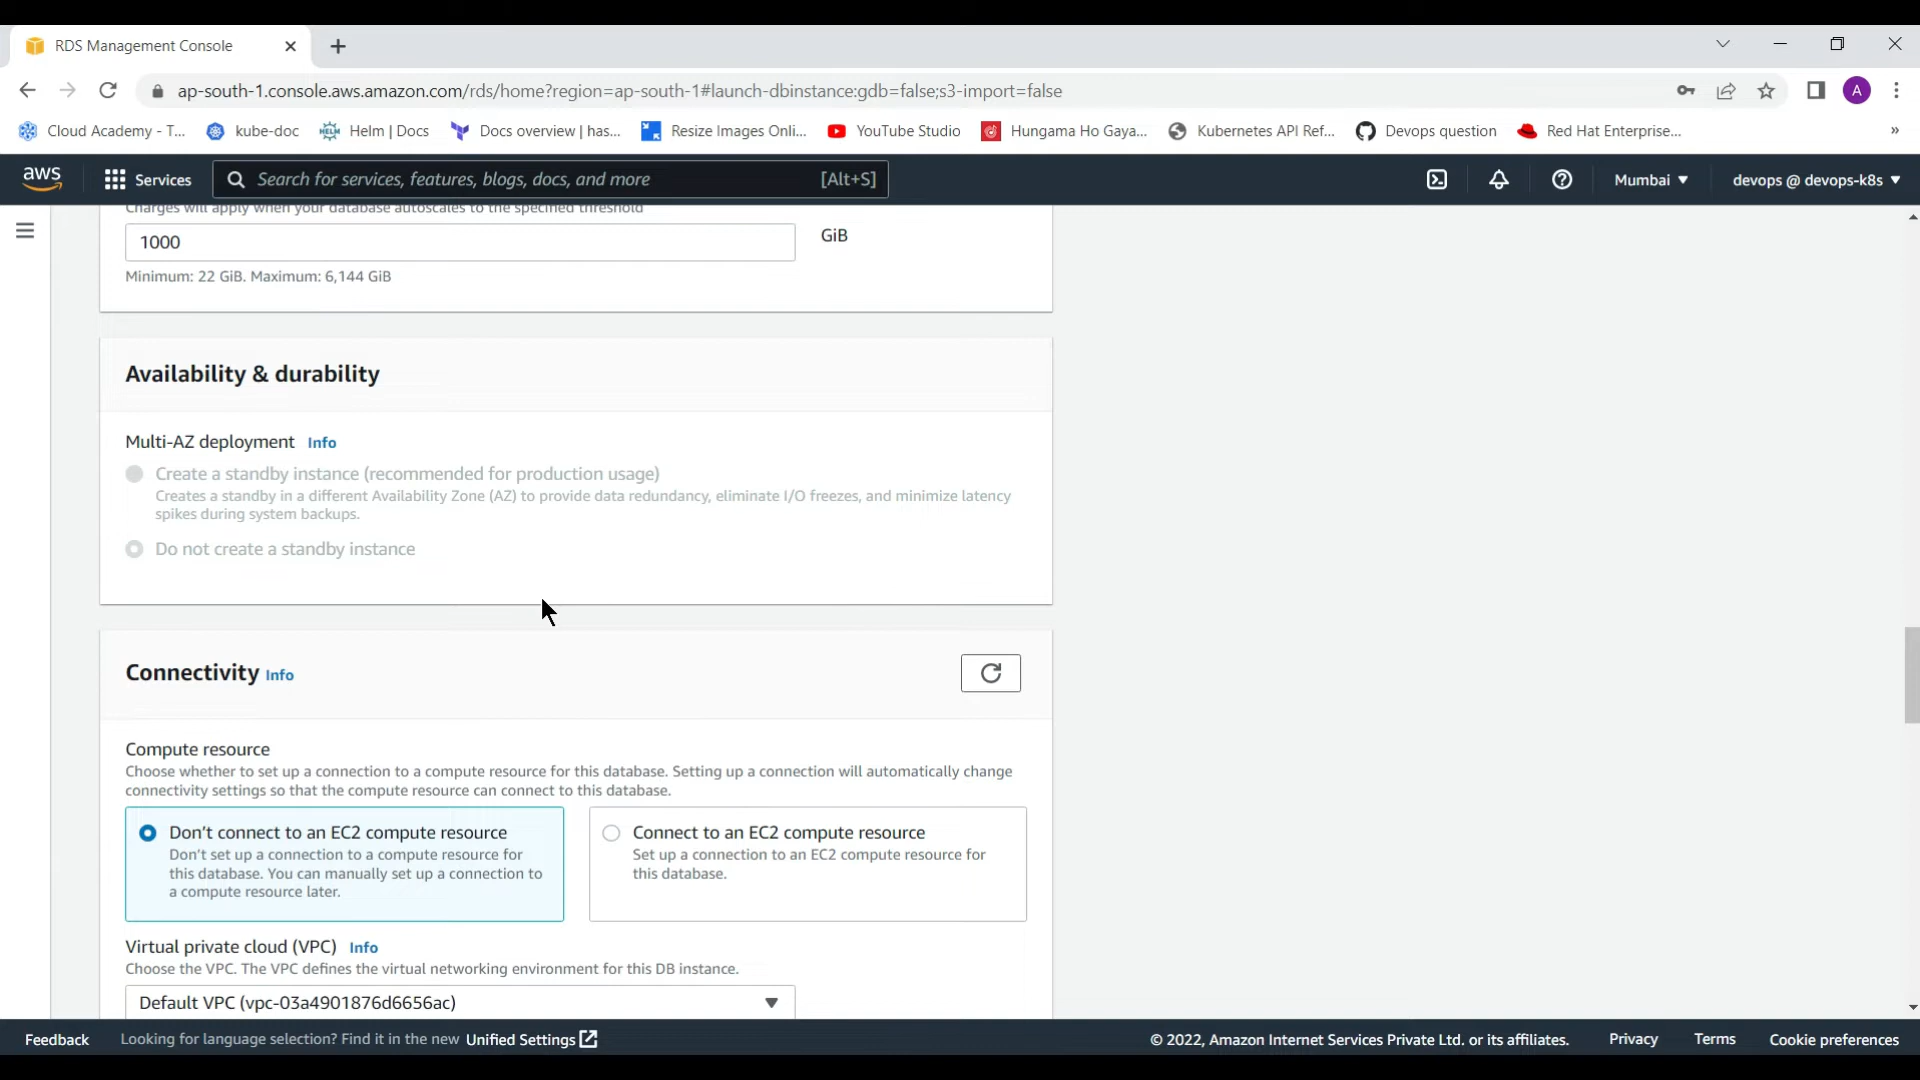 RDS Management Console
ap-south-1.console.aws.amazon.com/rds/home?region=ap-south-1#launch-dbinstance:gdb=false;s3-import=false
A
Cloud Academy - T... kube-doc Helm | Docs Docs overview | has... Resize Images Onli... YouTube Studio Hungama Ho Gaya... Kubernetes API Ref... Devops question Red Hat Enterprise... »
aws Services Search for services, features, blogs, docs, and more [Alt+S] Mumbai devops @ devops-k8s
Charges will apply when your database autoscales to the specified threshold
1000 GiB
Minimum: 22 GiB. Maximum: 6,144 GiB
Availability & durability
Multi-AZ deployment Info
Create a standby instance (recommended for production usage)
Creates a standby in a different Availability Zone (AZ) to provide data redundancy, eliminate I/O freezes, and minimize latency
spikes during system backups.
Do not create a standby instance
Connectivity Info
Compute resource
Choose whether to set up a connection to a compute resource for this database. Setting up a connection will automatically change
connectivity settings so that the compute resource can connect to this database.
Don't connect to an EC2 compute resource
Don't set up a connection to a compute resource for
this database. You can manually set up a connection to
a compute resource later.
Connect to an EC2 compute resource
Set up a connection to an EC2 compute resource for
this database.
Virtual private cloud (VPC) Info
Choose the VPC. The VPC defines the virtual networking environment for this DB instance.
Default VPC (vpc-03a4901876d6656ac)
Feedback Looking for language selection? Find it in the new Unified Settings © 2022, Amazon Internet Services Private Ltd. or its affiliates. Privacy Terms Cookie preferences